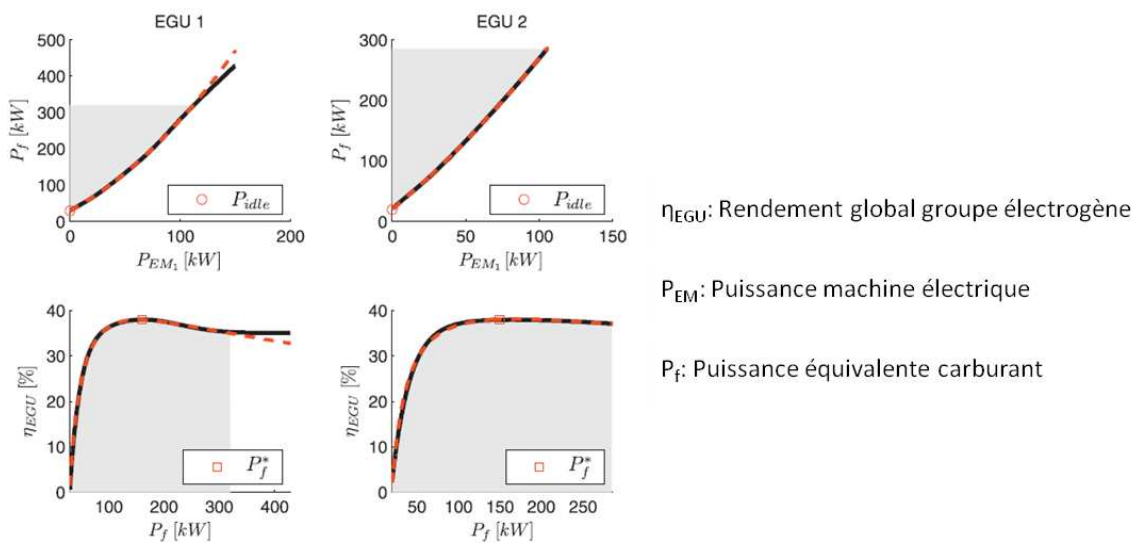 EGU 1
500
400
300
200
100
0
P_f [kW]
P_idle
0 100 200
P_EM_1 [kW]
EGU 2
300
200
100
0
P_f [kW]
P_idle
0 50 100 150
P_EM_1 [kW]
40
30
20
10
0
η_EGU [%]
P_f^*
100 200 300 400
P_f [kW]
40
30
20
10
0
η_EGU [%]
P_f^*
50 100 150 200 250
P_f [kW]
η_EGU: Rendement global groupe électrogène
P_EM: Puissance machine électrique
P_f: Puissance équivalente carburant